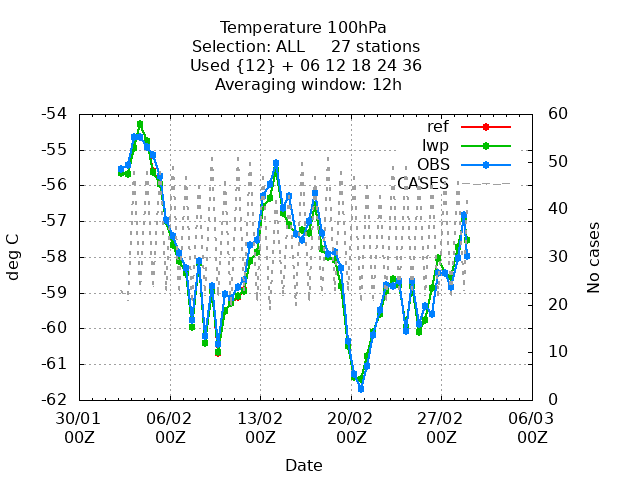 Temperature 100hPa
Selection: ALL     27 stations
Used {12} + 06 12 18 24 36
Averaging window: 12h
-54
-55
-56
-57
-58
-59
-60
-61
-62
deg C
60
50
40
30
20
10
0
No cases
ref
lwp
OBS
CASES
30/01 06/02 13/02 20/02 27/02 06/03
00Z 00Z 00Z 00Z 00Z 00Z
Date